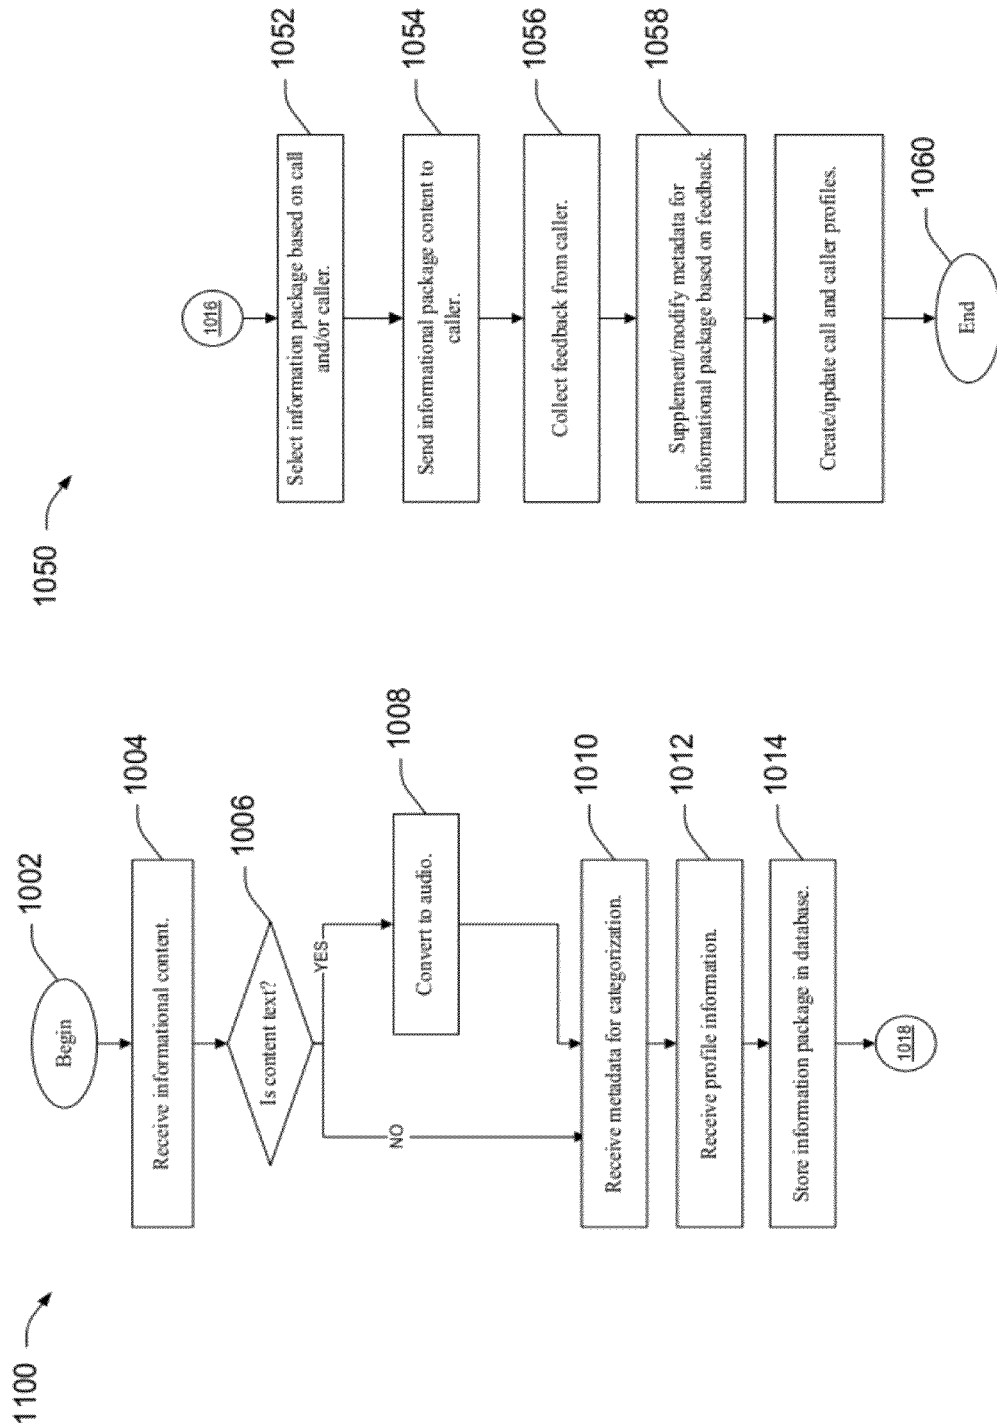 1100
Begin
1002
Receive informational content.
1004
Is content text?
1006
YES
NO
Convert to audio.
1008
Receive metadata for categorization.
1010
Receive profile information.
1012
Store information package in database.
1014
1018
1050
1016
Select information package based on call
and/or caller.
1052
Send informational package content to
caller.
1054
Collect feedback from caller.
1056
Supplement/modify metadata for
informational package based on feedback.
1058
Create/update call and caller profiles.
End
1060